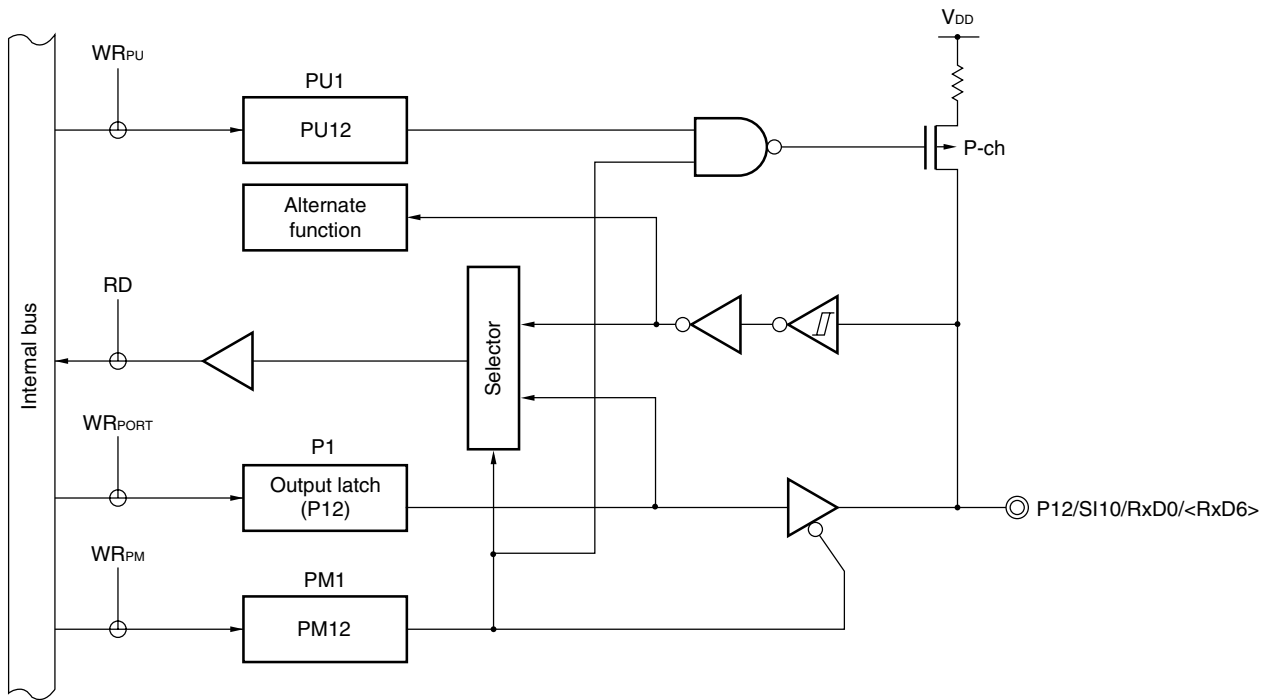 VDD
WRPU
PU1
PU12
P-ch
Alternate
function
RD
Internal bus
Selector
WRPORT
P1
Output latch
(P12)
P12/SI10/RxD0/<RxD6>
WRPM
PM1
PM12